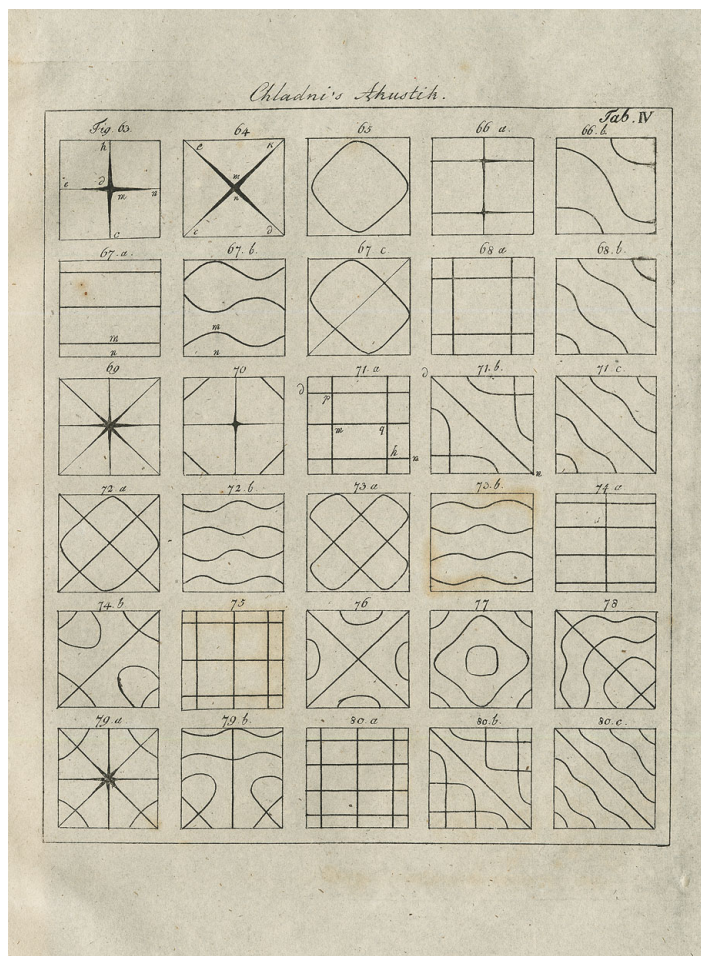 Chladni's Akustik.
Tab. IV
Fig. 63. 64 65 66 a. 66. b.
h e d m n c
e K m n c d
67. a. 67. b. 67 c 68 a 68. b.
m n
m n
69 70 71. a 71. b. 71 c
d p m q h n
d n
72. a 72. b. 73 a 73. b. 74 a
74. b 75 76 77 78
79. a 79. b. 80. a 80. b. 80. c.